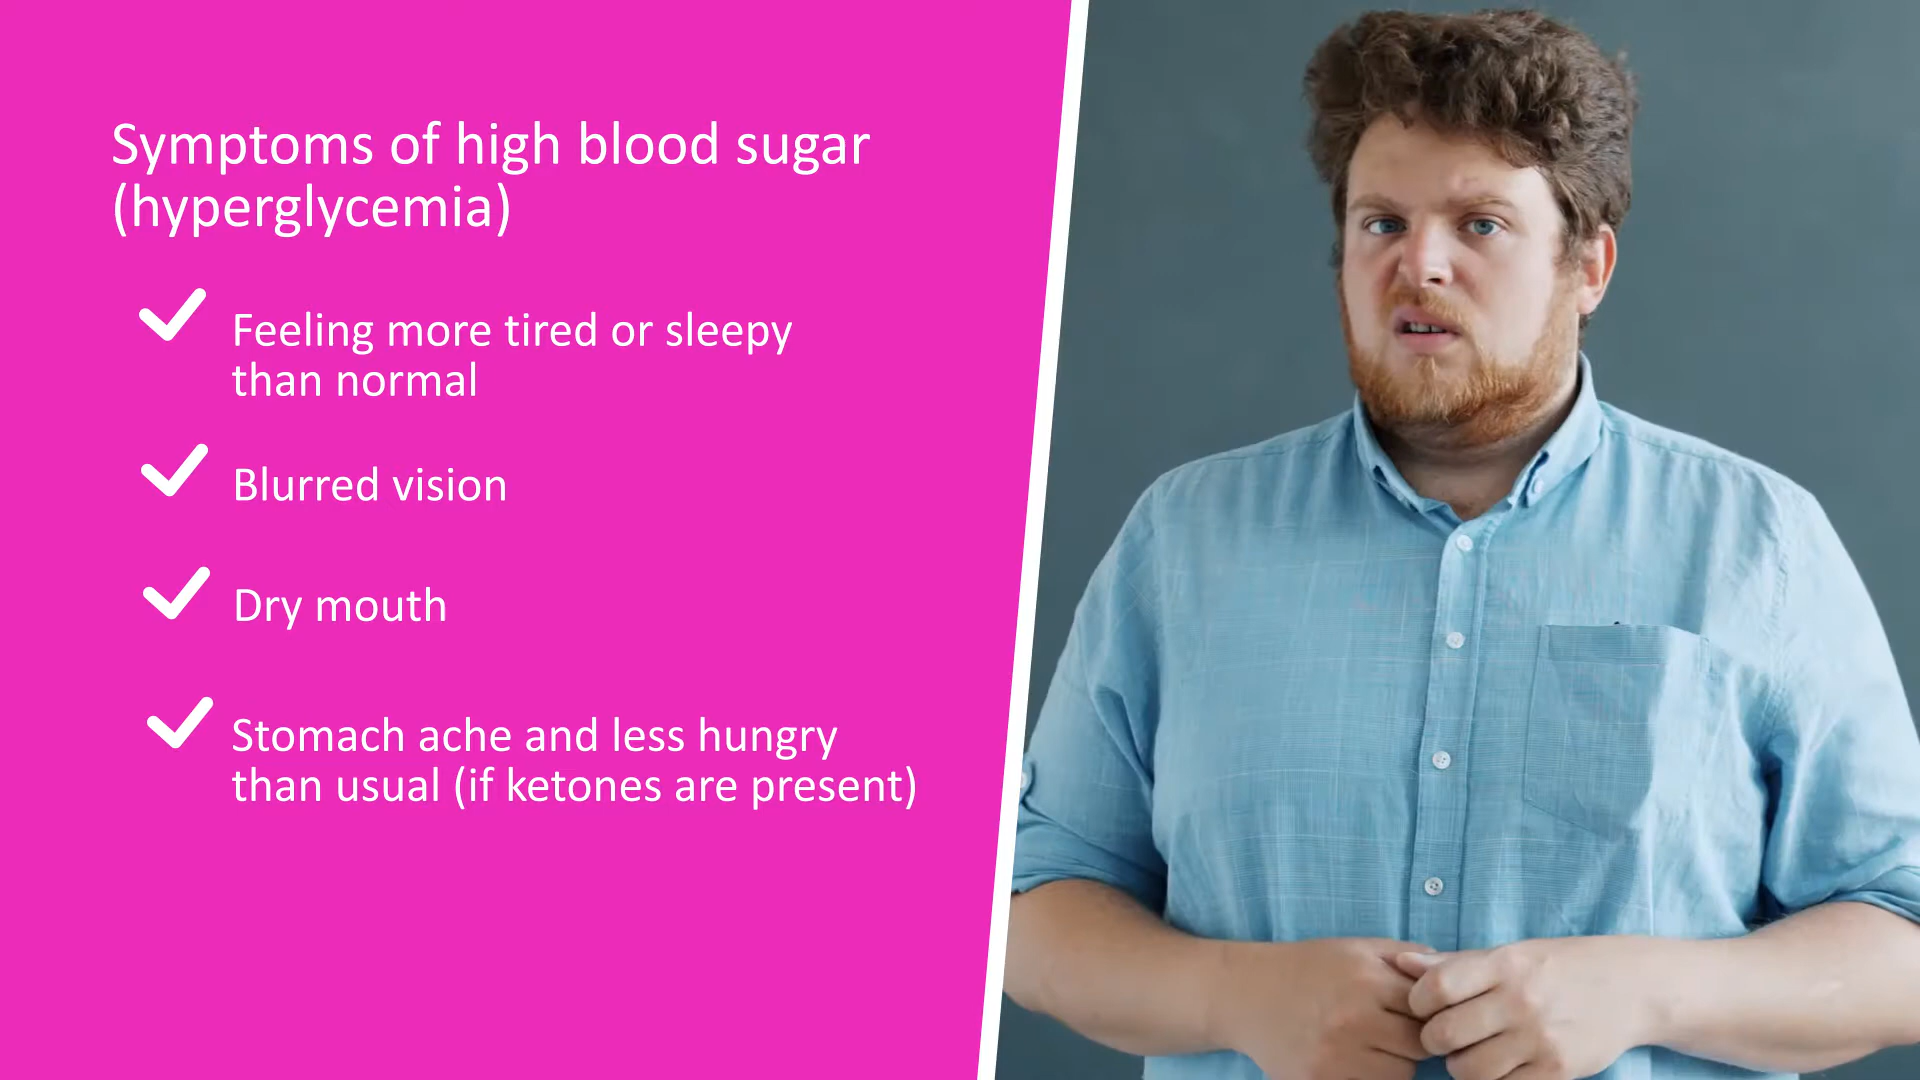 Symptoms of high blood sugar
(hyperglycemia)
Feeling more tired or sleepy
than normal
Blurred vision
Dry mouth
Stomach ache and less hungry
than usual (if ketones are present)